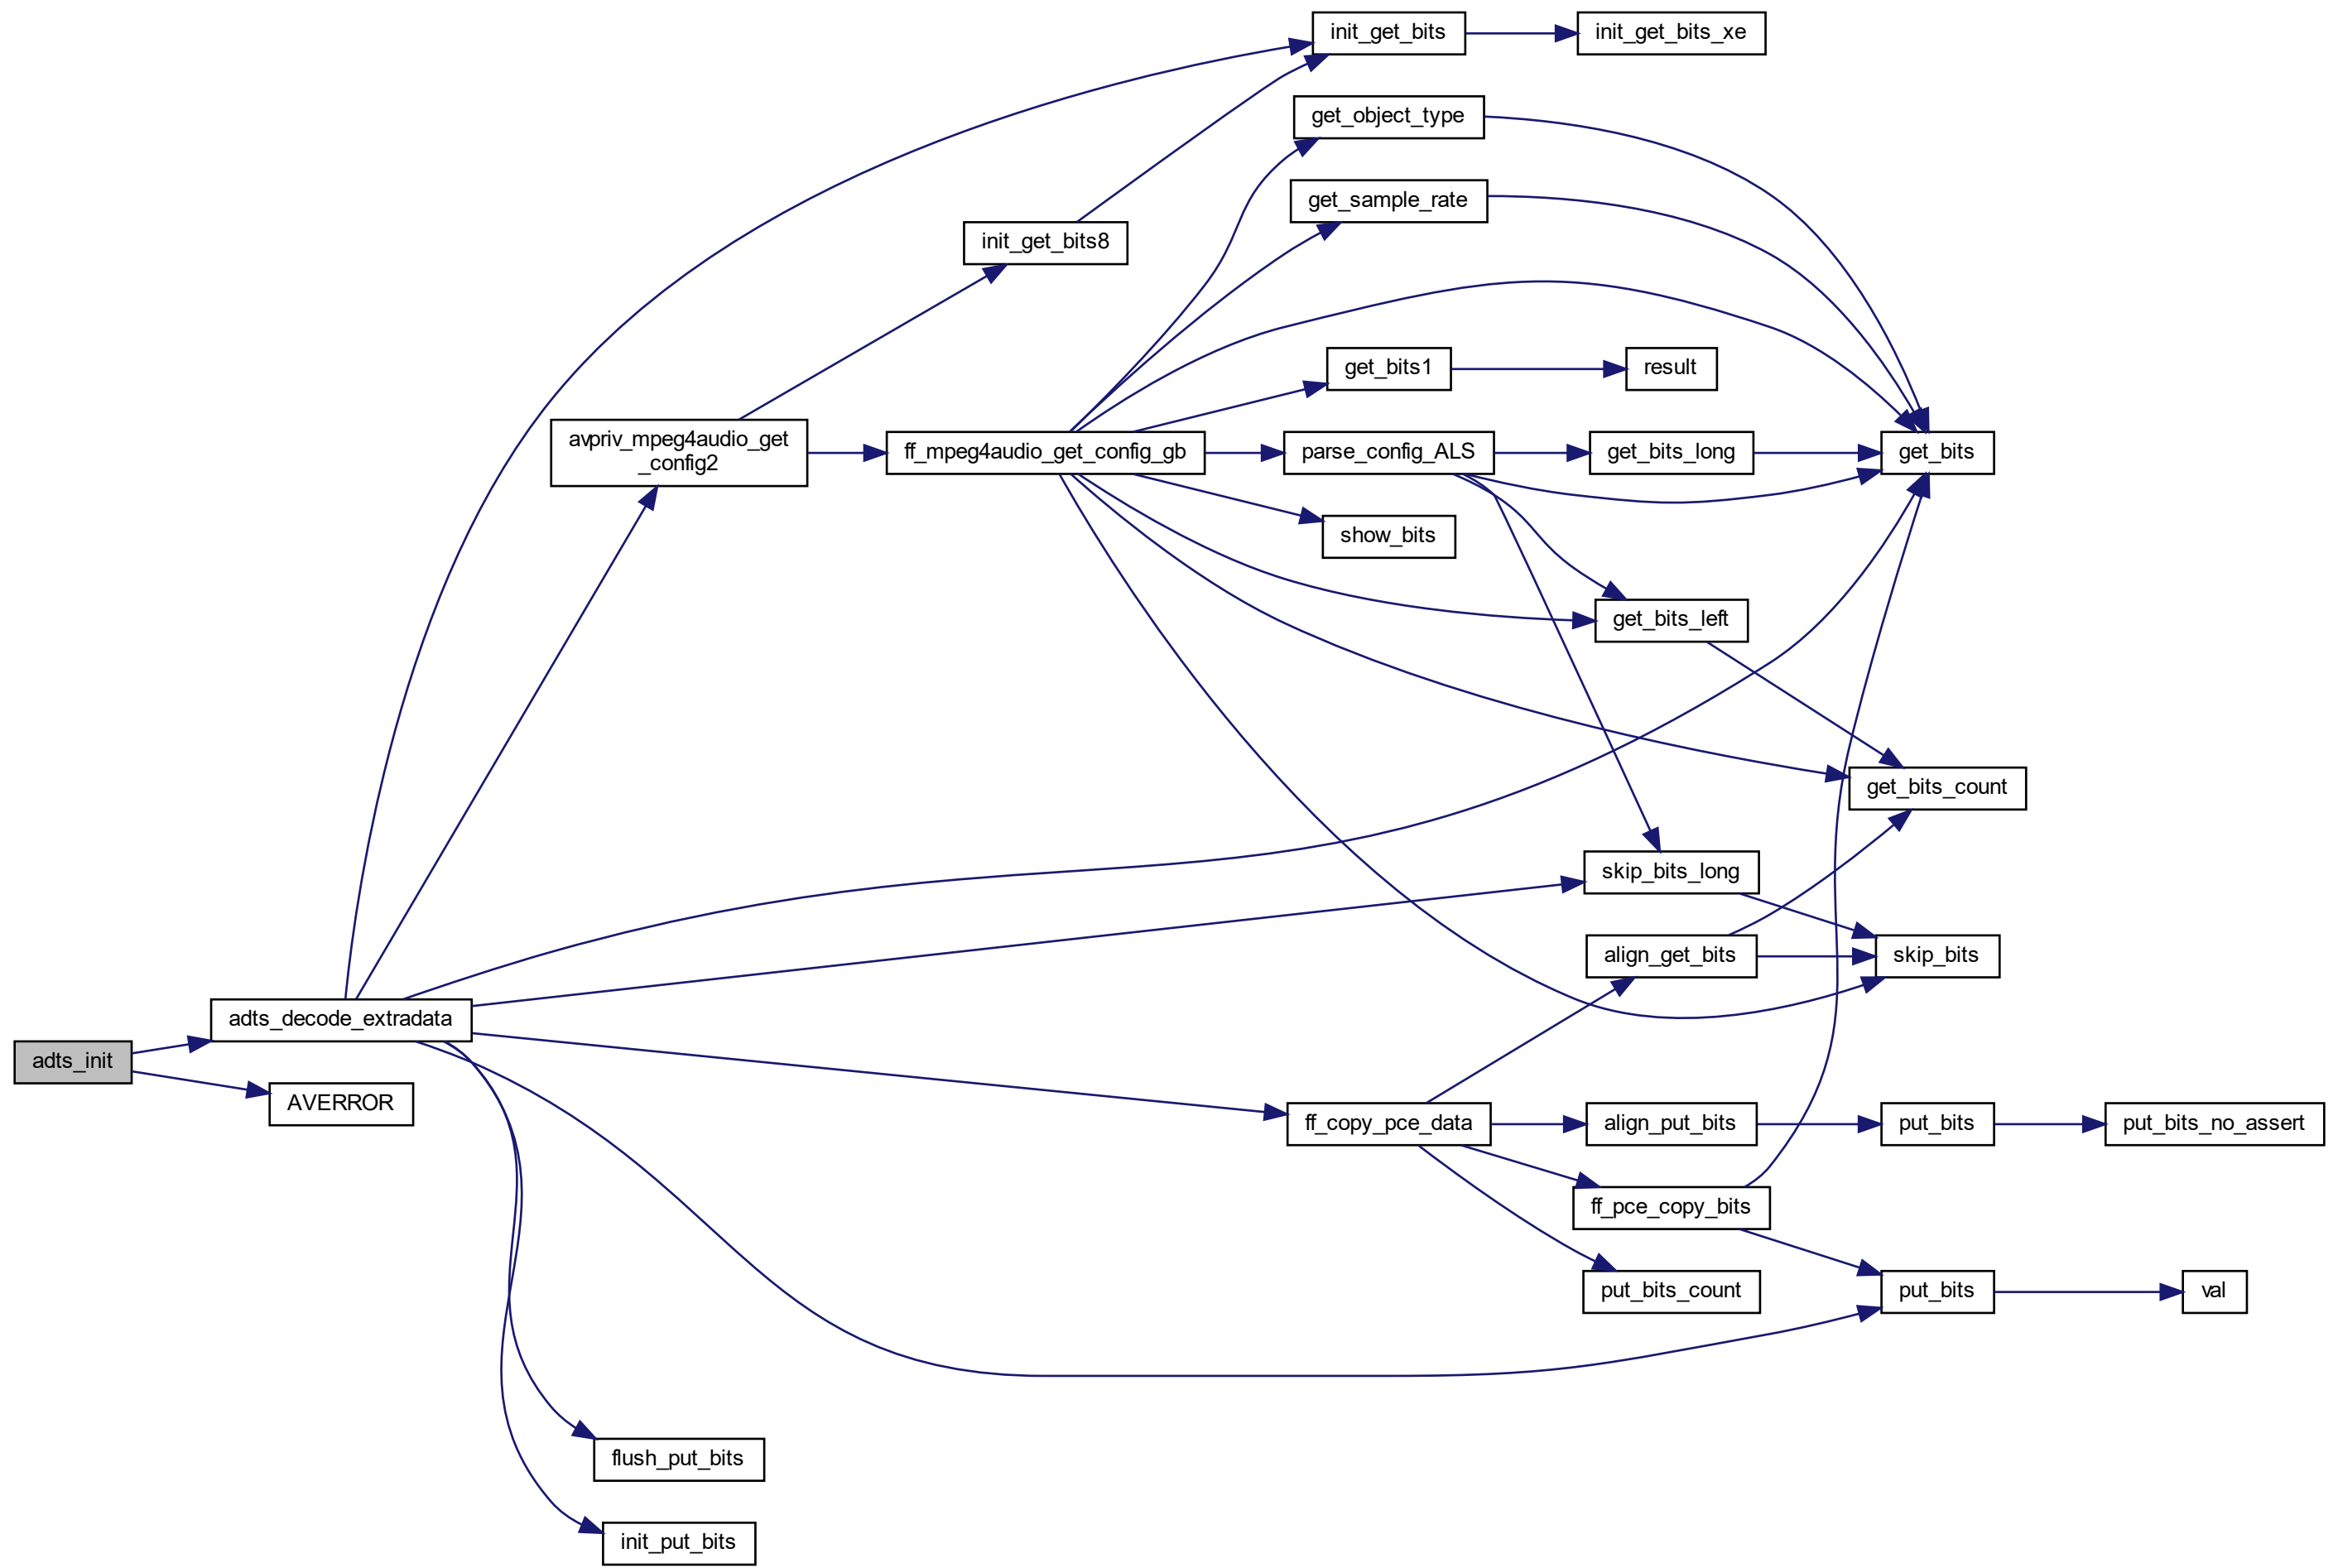 init_get_bits
init_get_bits_xe
get_object_type
get_sample_rate
init_get_bits8
get_bits1
result
avpriv_mpeg4audio_get
_config2
ff_mpeg4audio_get_config_gb
parse_config_ALS
get_bits_long
get_bits
show_bits
get_bits_left
get_bits_count
skip_bits_long
align_get_bits
skip_bits
adts_decode_extradata
adts_init
AVERROR
ff_copy_pce_data
align_put_bits
put_bits
put_bits_no_assert
ff_pce_copy_bits
put_bits_count
put_bits
val
flush_put_bits
init_put_bits